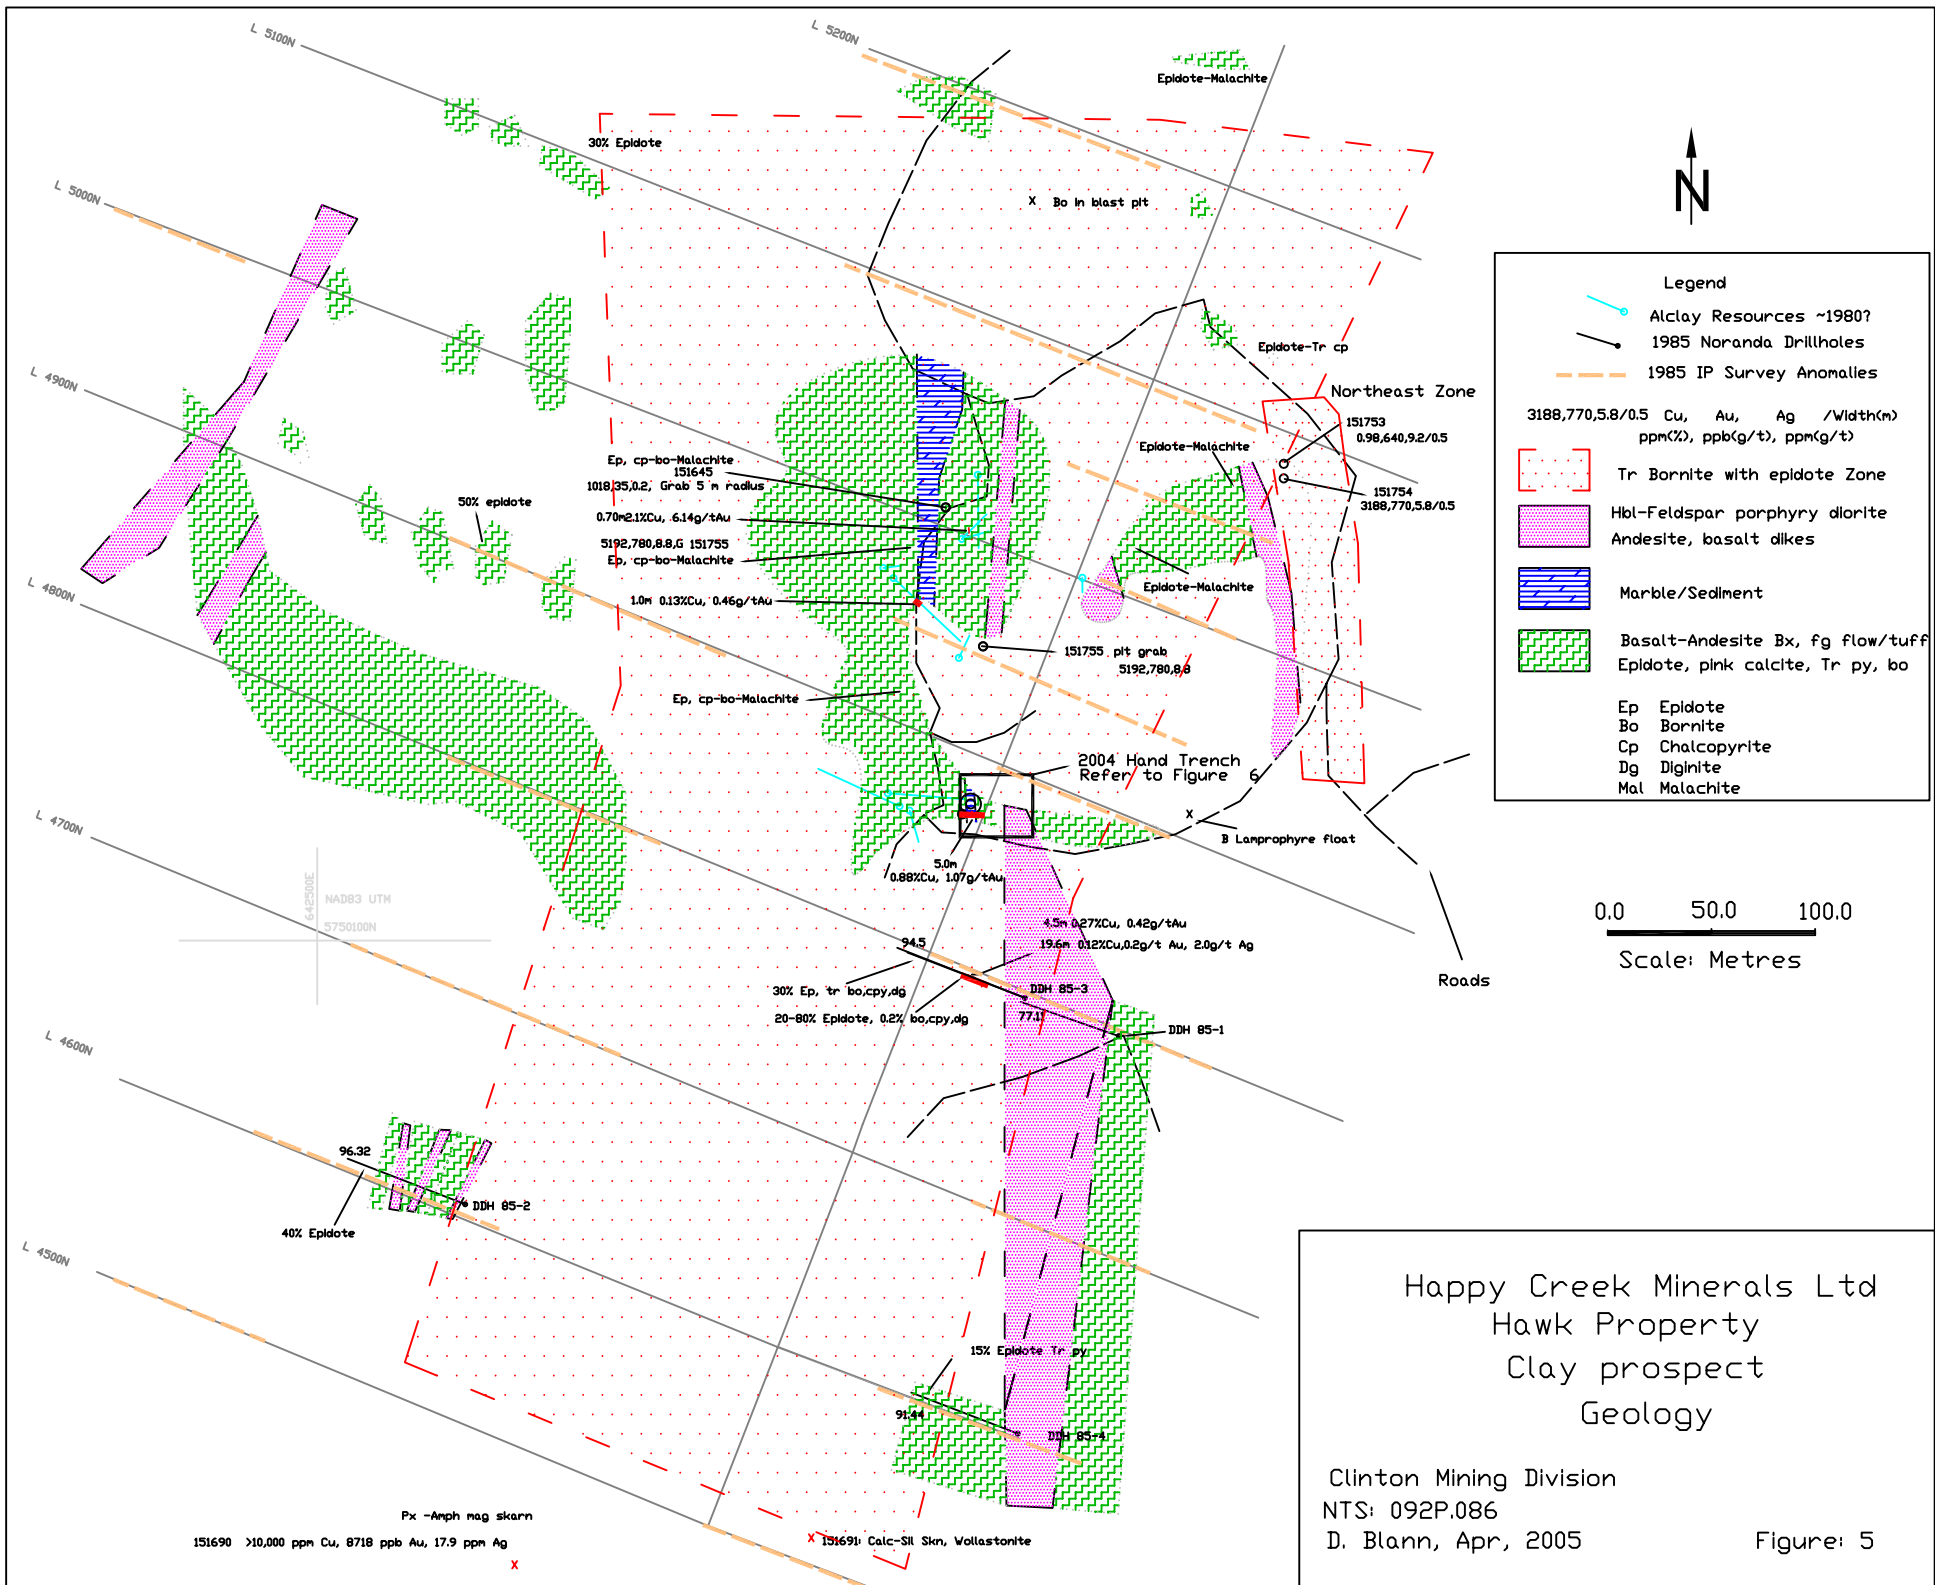 L 5100N
L 5200N
Epidote-Malachite
30% Epidote
L 5000N
Bo in blast pit
N
Legend
Alclay Resources ~1980?
1985 Noranda Drillholes
1985 IP Survey Anomalies
3188,770,5.8/0.5 Cu, Au, Ag /Width(m)
ppm(%), ppb(g/t), ppm(g/t)
Tr Bornite with epidote Zone
Hbl-Feldspar porphyry diorite
Andesite, basalt dikes
Marble/Sediment
Basalt-Andesite Bx, fg flow/tuff
Epidote, pink calcite, Tr py, bo
Ep Epidote
Bo Bornite
Cp Chalcopyrite
Dg Diginite
Mal Malachite
Epidote-Tr cp
L 4900N
Northeast Zone
151753
0.98,640,9.2/0.5
Epidote-Malachite
Ep, cp-bo-Malachite
151645
1018,35,0.2, Grab 5 m radius
151754
3188,770,5.8/0.5
50% epidote
0.70m2.1%Cu, 6.14g/tAu
5192,780,8.8,G 151755
Ep, cp-bo-Malachite
Epidote-Malachite
L 4800N
1.0m 0.13%Cu, 0.46g/tAu
151755 pit grab
5192,780,8.8
Ep, cp-bo-Malachite
2004 Hand Trench
Refer to Figure 6
L 4700N
B Lamprophyre float
5.0m
0.88%Cu, 1.07g/tAu
642500E
NAD83 UTM
5750100N
0.0 50.0 100.0
Scale: Metres
4.5m 0.27%Cu, 0.42g/tAu
94.5
19.6m 0.12%Cu,0.2g/t Au, 2.0g/t Ag
Roads
30% Ep, tr bo,cpy,dg
DDH 85-3
20-80% Epidote, 0.2% bo,cpy,dg
77.11
DDH 85-1
L 4600N
96.32
DDH 85-2
40% Epidote
L 4500N
15% Epidote Tr py
91.44
DDH 85-4
Happy Creek Minerals Ltd
Hawk Property
Clay prospect
Geology
Clinton Mining Division
NTS: 092P.086
D. Blann, Apr, 2005
Figure: 5
Px -Amph mag skarn
151690 >10,000 ppm Cu, 8718 ppb Au, 17.9 ppm Ag
151691: Calc-Sil Skn, Wollastonite